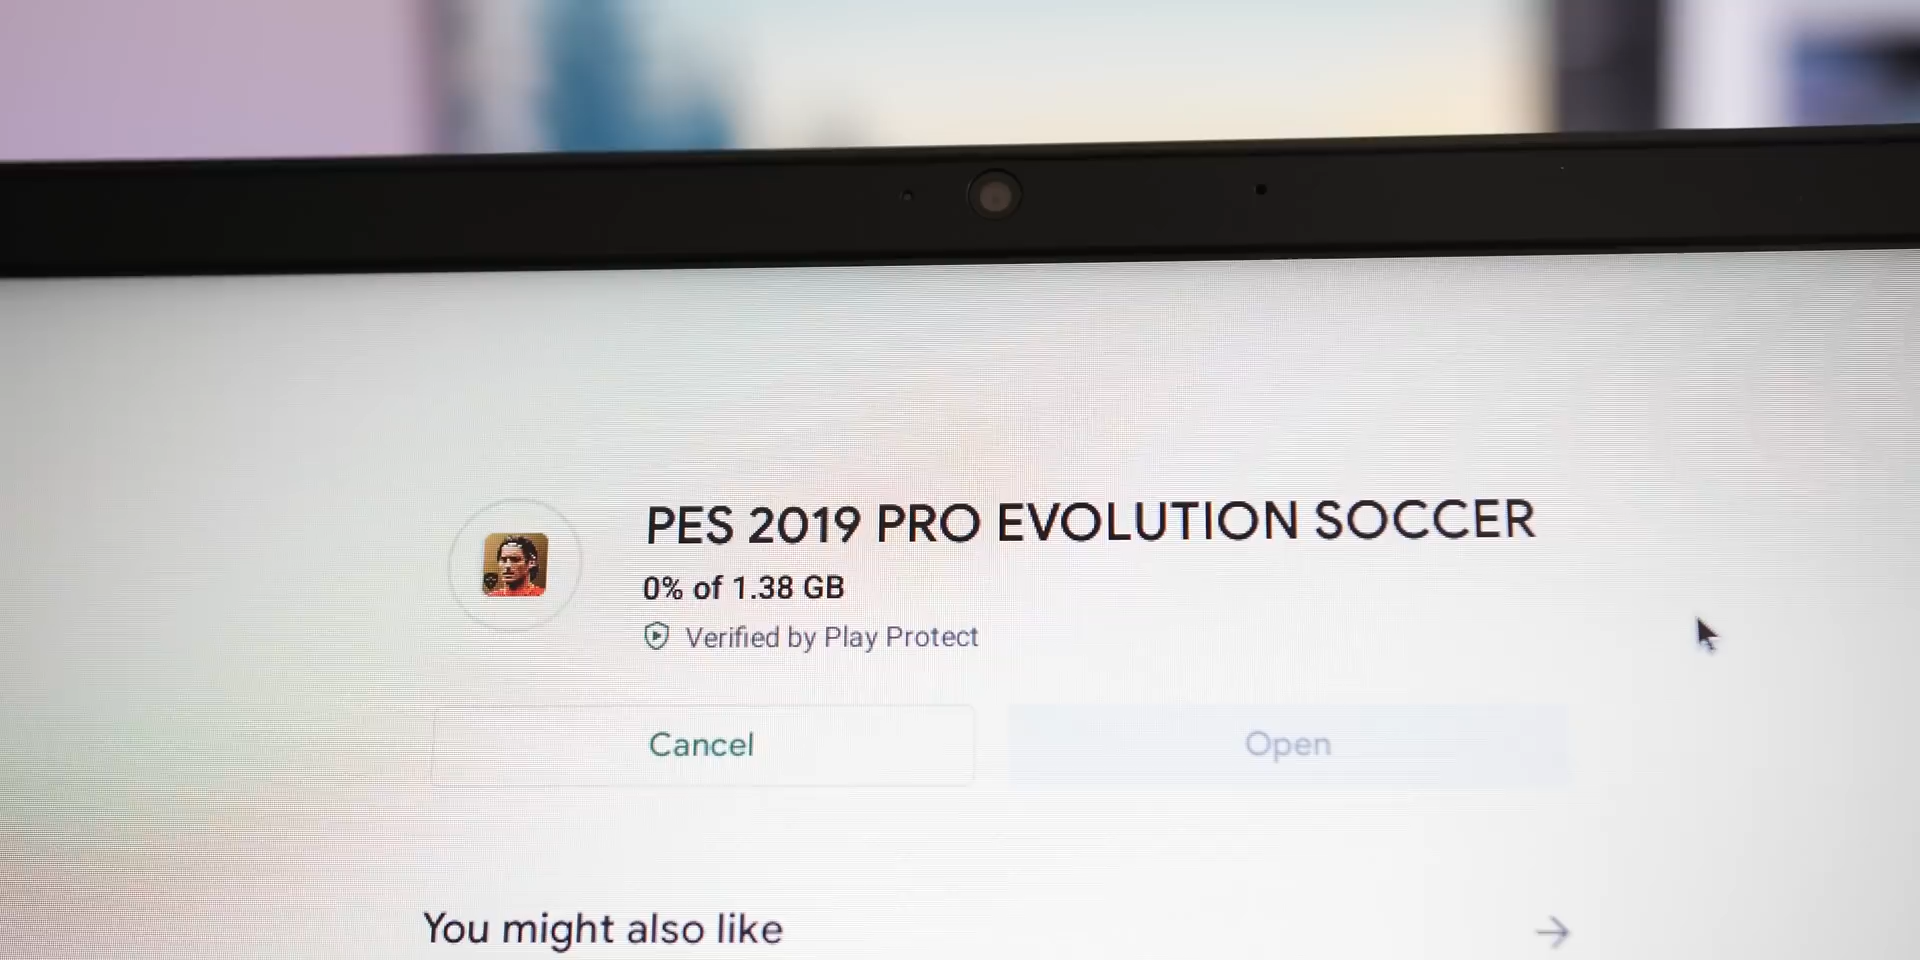 PES 2019 PRO EVOLUTION SOCCER
0% of 1.38 GB
Verified by Play Protect
Cancel
Open
You might also like